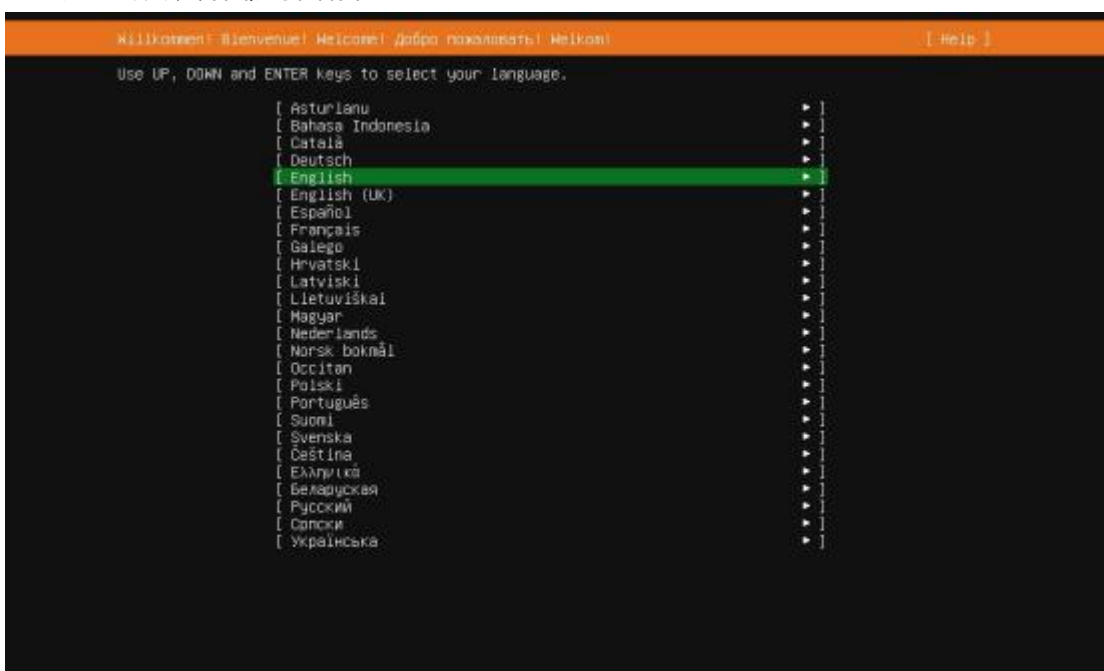 Willkommen! Bienvenue! Welcome! Добро пожаловать! Welkom! [ Help ]
Use UP, DOWN and ENTER keys to select your language.
[ Asturianu ▸ ]
[ Bahasa Indonesia ▸ ]
[ Català ▸ ]
[ Deutsch ▸ ]
[ English ▸ ]
[ English (UK) ▸ ]
[ Español ▸ ]
[ Français ▸ ]
[ Galego ▸ ]
[ Hrvatski ▸ ]
[ Latviski ▸ ]
[ Lietuviškai ▸ ]
[ Magyar ▸ ]
[ Nederlands ▸ ]
[ Norsk bokmål ▸ ]
[ Occitan ▸ ]
[ Polski ▸ ]
[ Português ▸ ]
[ Suomi ▸ ]
[ Svenska ▸ ]
[ Čeština ▸ ]
[ Ελληνικά ▸ ]
[ Беларуская ▸ ]
[ Русский ▸ ]
[ Српски ▸ ]
[ Українська ▸ ]